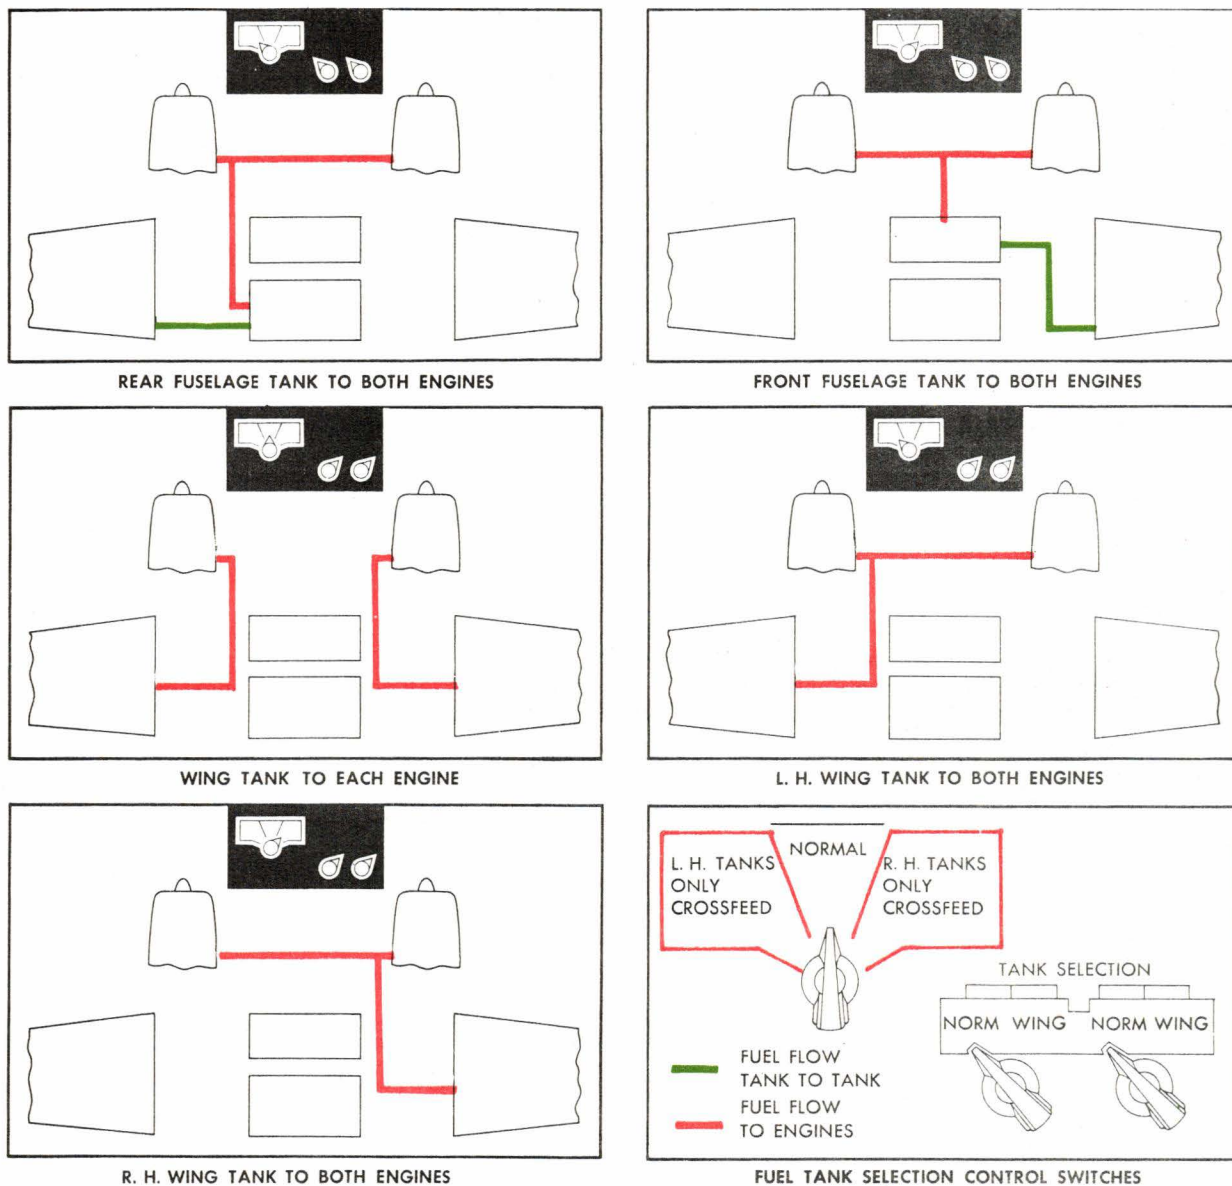 REAR FUSELAGE TANK TO BOTH ENGINES
FRONT FUSELAGE TANK TO BOTH ENGINES
WING TANK TO EACH ENGINE
L. H. WING TANK TO BOTH ENGINES
R. H. WING TANK TO BOTH ENGINES
L. H. TANKS
ONLY
CROSSFEED
NORMAL
R. H. TANKS
ONLY
CROSSFEED
TANK SELECTION
NORM WING NORM WING
FUEL FLOW
TANK TO TANK
FUEL FLOW
TO ENGINES
FUEL TANK SELECTION CONTROL SWITCHES